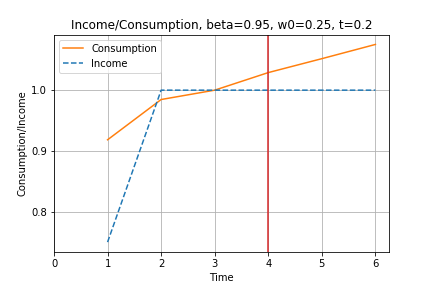 Income/Consumption, beta=0.95, w0=0.25, t=0.2
Consumption
Income
Consumption/Income
1.0
0.9
0.8
0 1 2 3 4 5 6
Time